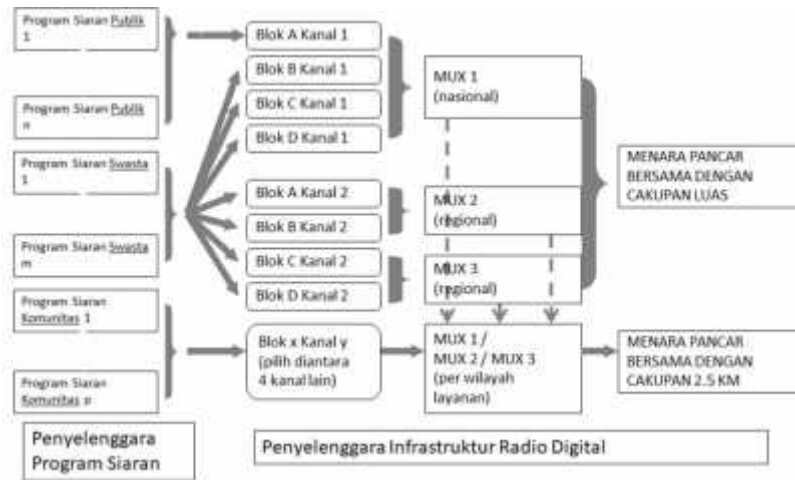 Program Siaran Publik
1
Program Siaran Publik
n
Program Siaran Swasta
1
Program Siaran Swasta
m
Program Siaran
Komunitas 1
Program Siaran
Komunitas p
Blok A Kanal 1
Blok B Kanal 1
Blok C Kanal 1
Blok D Kanal 1
Blok A Kanal 2
Blok B Kanal 2
Blok C Kanal 2
Blok D Kanal 2
Blok x Kanal y
(pilih diantara
4 kanal lain)
MUX 1
(nasional)
MUX 2
(regional)
MUX 3
(regional)
MUX 1 /
MUX 2 / MUX 3
(per wilayah
layanan)
MENARA PANCAR
BERSAMA DENGAN
CAKUPAN LUAS
MENARA PANCAR
BERSAMA DENGAN
CAKUPAN 2.5 KM
Penyelenggara
Program Siaran
Penyelenggara Infrastruktur Radio Digital